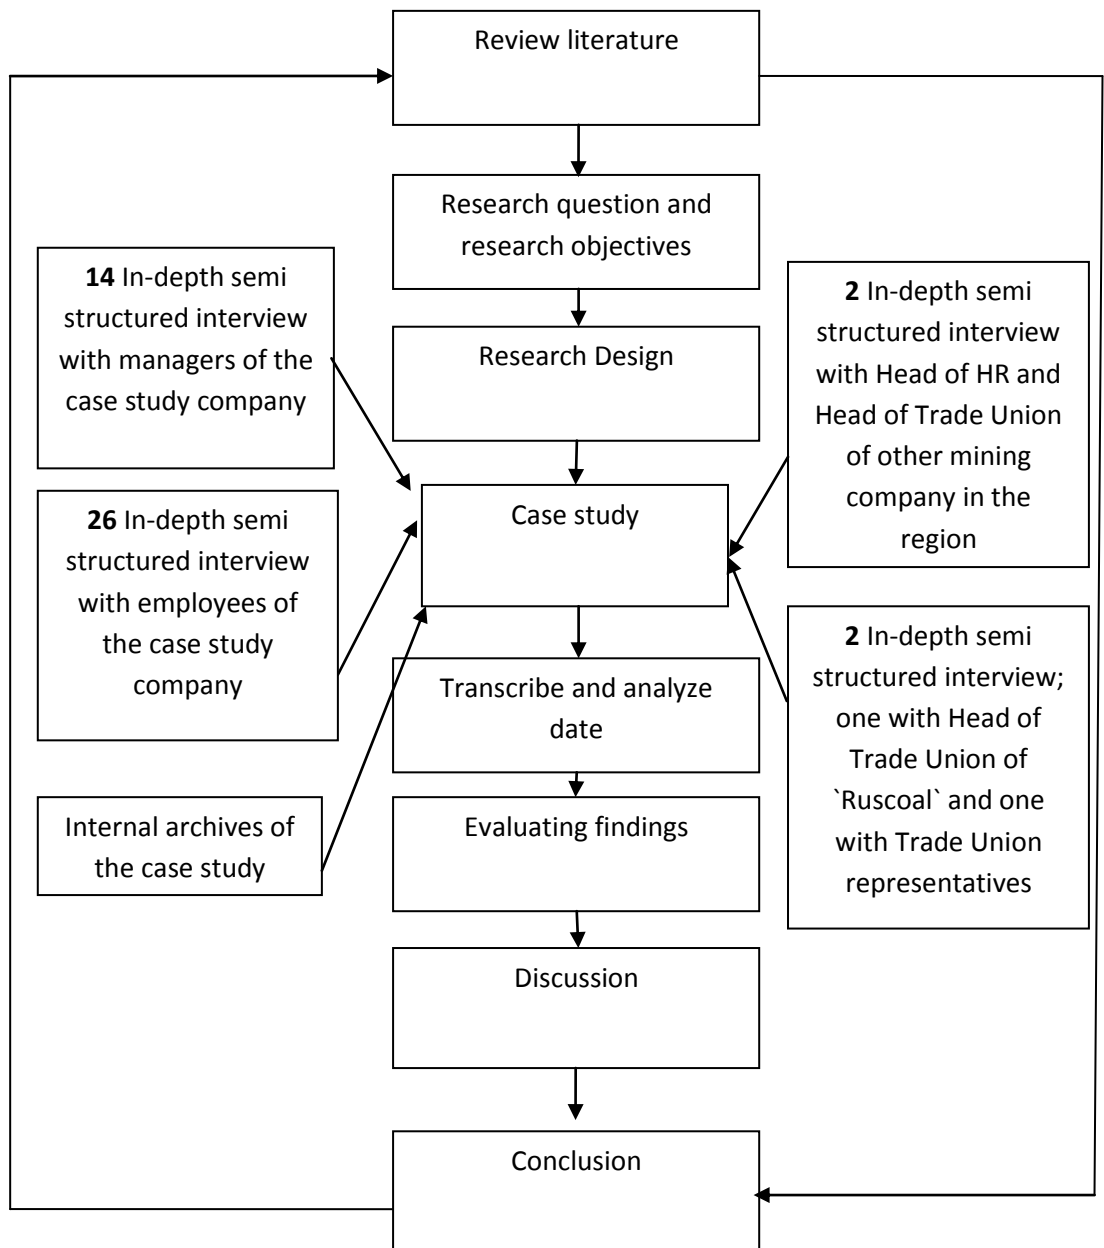 Review literature
Research question and
research objectives
14 In-depth semi
structured interview
with managers of the
case study company
2 In-depth semi
structured interview
with Head of HR and
Head of Trade Union
of other mining
company in the
region
Research Design
26 In-depth semi
structured interview
with employees of
the case study
company
Case study
2 In-depth semi
structured interview;
one with Head of
Trade Union of
`Ruscoal` and one
with Trade Union
representatives
Transcribe and analyze
date
Internal archives of
the case study
Evaluating findings
Discussion
Conclusion